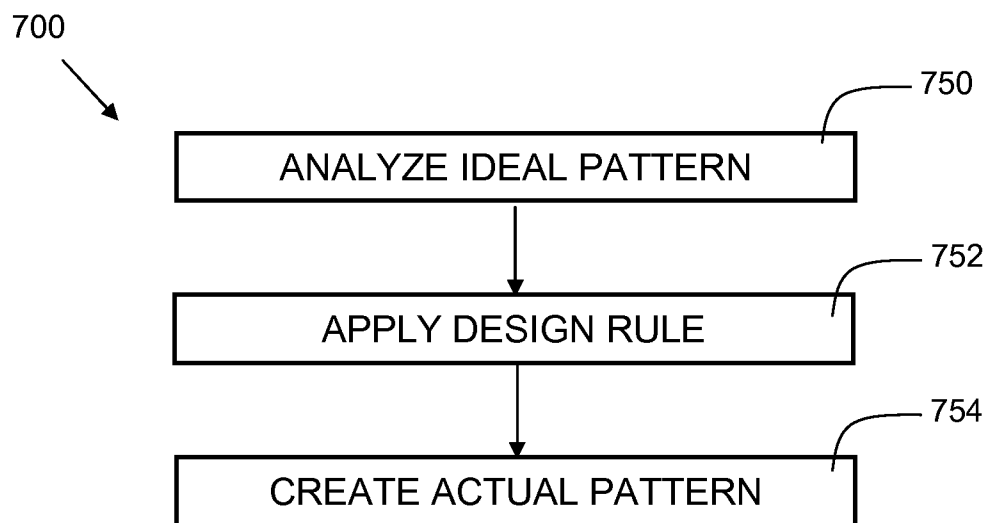 700
750
ANALYZE IDEAL PATTERN
752
APPLY DESIGN RULE
754
CREATE ACTUAL PATTERN